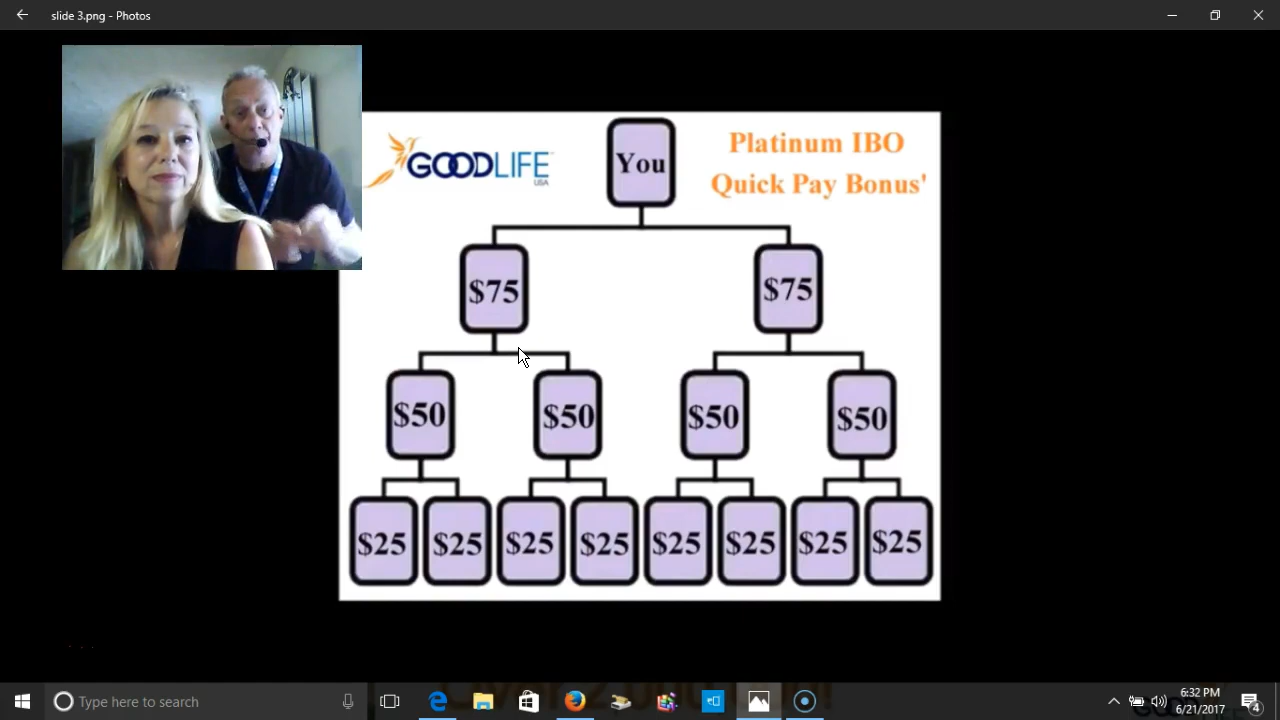 slide 3.png - Photos
GOODLIFE
USA
You
Platinum IBO
Quick Pay Bonus'
$75 $75
$50 $50 $50 $50
$25 $25 $25 $25 $25 $25 $25 $25
Type here to search
6:32 PM
6/21/2017
4